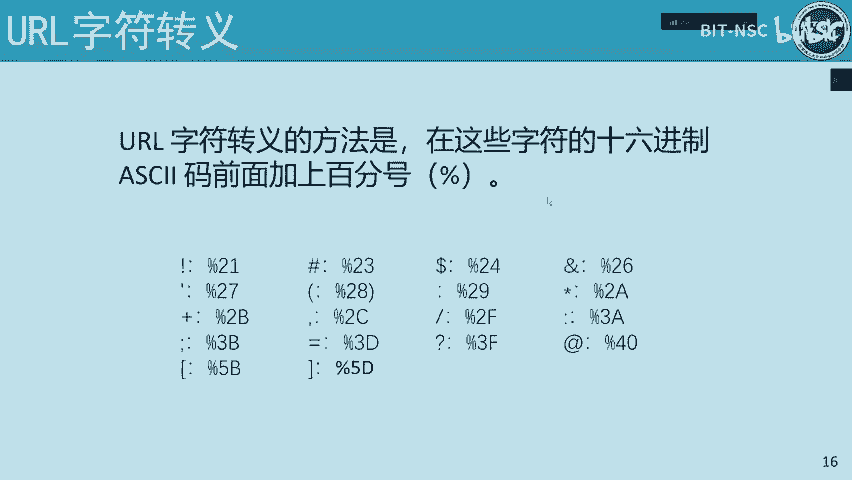 URL字符转义
BIT-NSC
URL 字符转义的方法是，在这些字符的十六进制
ASCII 码前面加上百分号（%）。
!：%21 #：%23 $：%24 &：%26
'：%27 (：%28) ：%29 *：%2A
+：%2B ,：%2C /：%2F :：%3A
;：%3B =：%3D ?：%3F @：%40
[：%5B ]：%5D
16